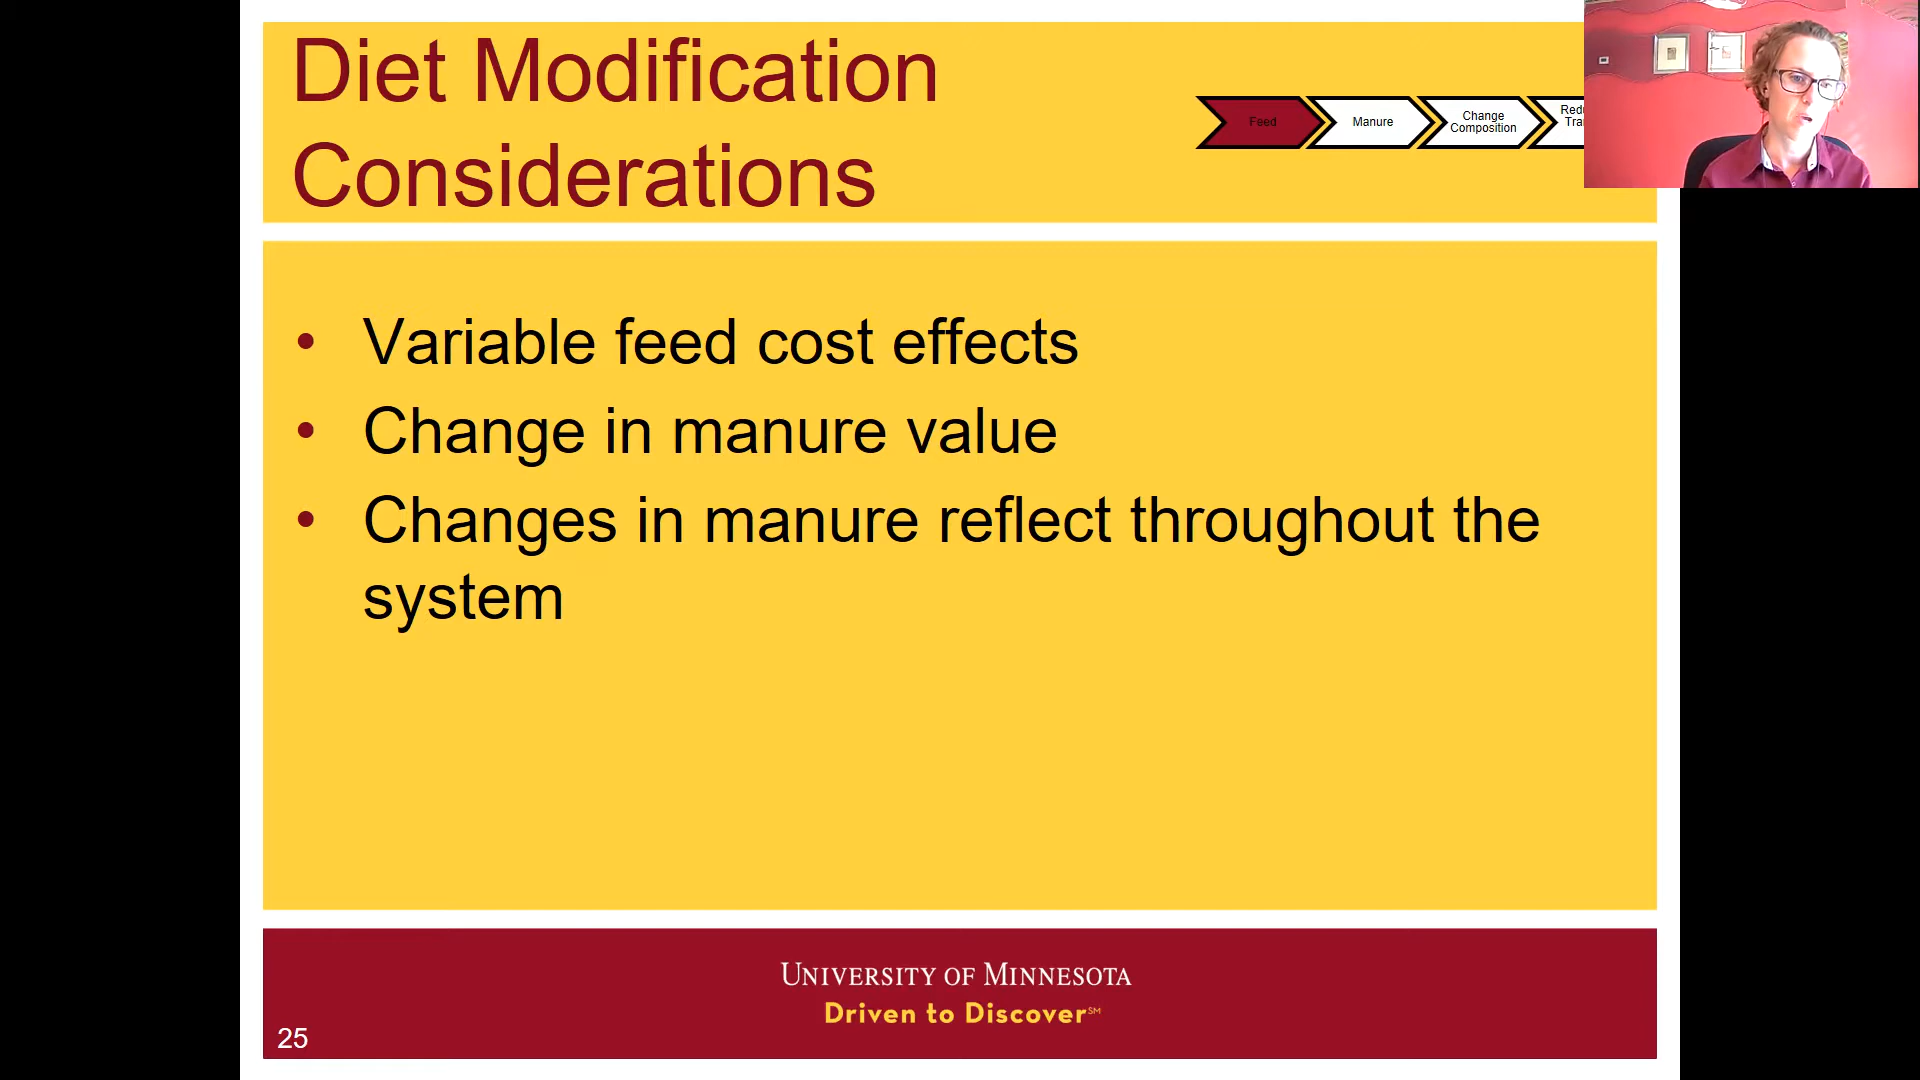 Diet Modification
Considerations
Feed
Manure
Change
Composition
• Variable feed cost effects
• Change in manure value
• Changes in manure reflect throughout the
system
UNIVERSITY OF MINNESOTA
Driven to Discover℠
25